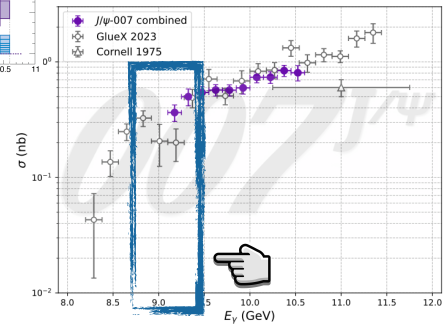 0.5 11
J/ψ-007 combined
GlueX 2023
Cornell 1975
10⁰
10⁻¹
10⁻²
σ (nb)
007 J/ψ
8.0 8.5 9.0 9.5 10.0 10.5 11.0 11.5 12.0
Eγ (GeV)